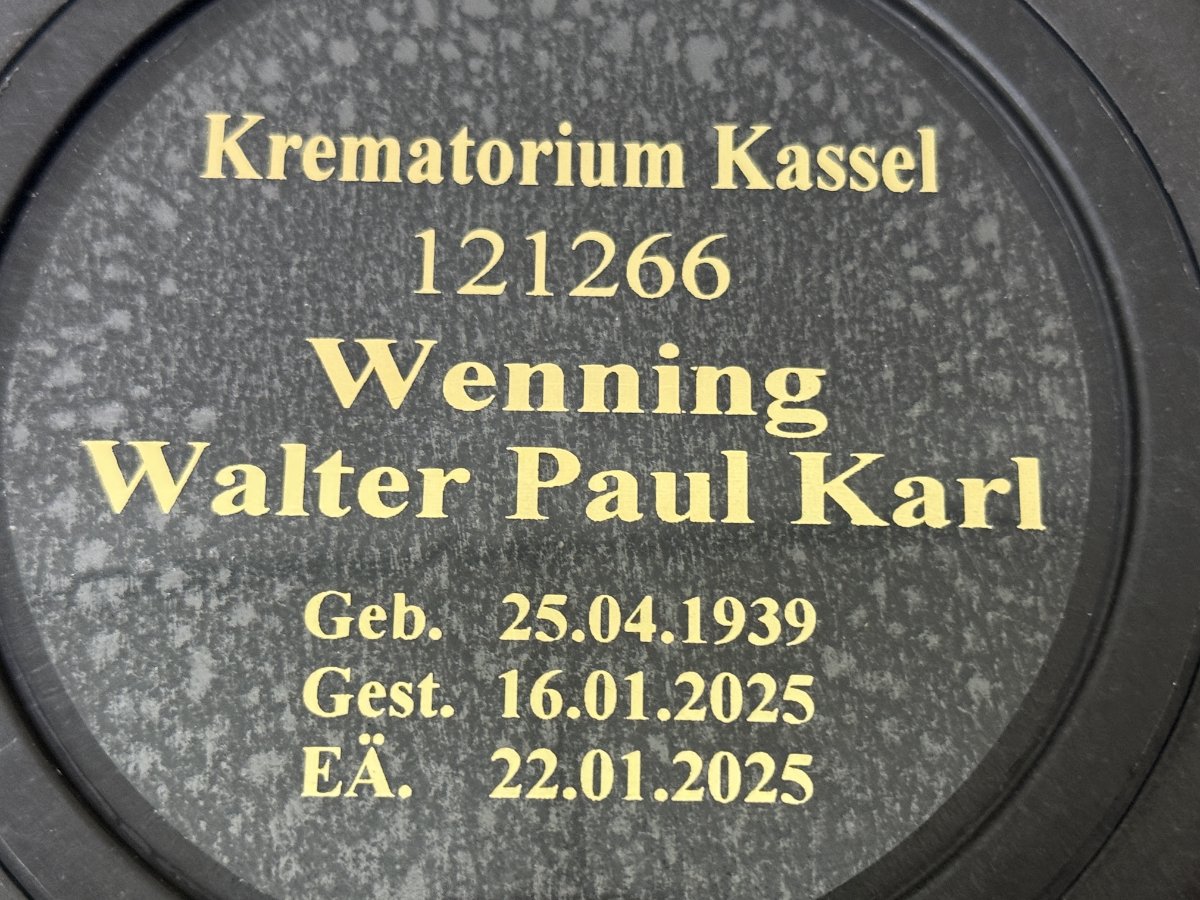 Krematorium Kassel
121266
Wenning
Walter Paul Karl
Geb. 25.04.1939
Gest. 16.01.2025
EÄ. 22.01.2025